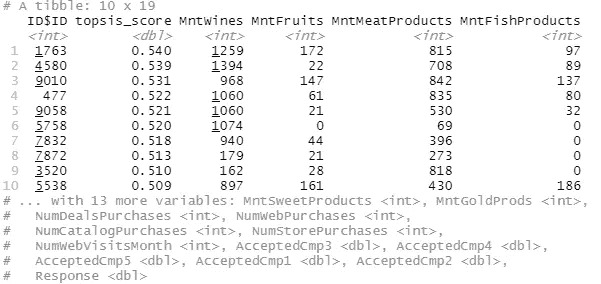 # A tibble: 10 x 19
ID$ID topsis_score MntWines MntFruits MntMeatProducts MntFishProducts
<int> <dbl> <int> <int> <int> <int>
1 1763 0.540 1259 172 815 97
2 4580 0.539 1394 22 708 89
3 9010 0.531 968 147 842 137
4 477 0.522 1060 61 835 80
5 9058 0.521 1060 21 530 32
6 5758 0.520 1074 0 69 0
7 7832 0.518 940 44 396 0
8 7872 0.513 179 21 273 0
9 3520 0.510 162 28 818 0
10 5538 0.509 897 161 430 186
# ... with 13 more variables: MntSweetProducts <int>, MntGoldProds <int>,
# NumDealsPurchases <int>, NumWebPurchases <int>,
# NumCatalogPurchases <int>, NumStorePurchases <int>,
# NumWebVisitsMonth <int>, AcceptedCmp3 <dbl>, AcceptedCmp4 <dbl>,
# AcceptedCmp5 <dbl>, AcceptedCmp1 <dbl>, AcceptedCmp2 <dbl>,
# Response <dbl>